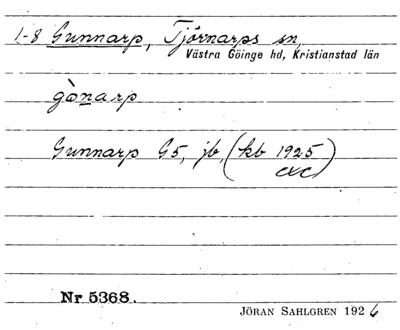 1-8 Gunnarp, Tjörnarps sn,
Västra Göinge hd, Kristianstad län
gònarp
Gunnarp G5, jb, (kb 1925)
Nr 5368.
JÖRAN SAHLGREN 1926